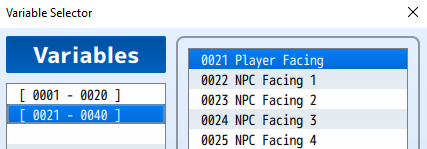 Variable Selector
Variables
[ 0001 - 0020 ]
[ 0021 - 0040 ]
0021 Player Facing
0022 NPC Facing 1
0023 NPC Facing 2
0024 NPC Facing 3
0025 NPC Facing 4